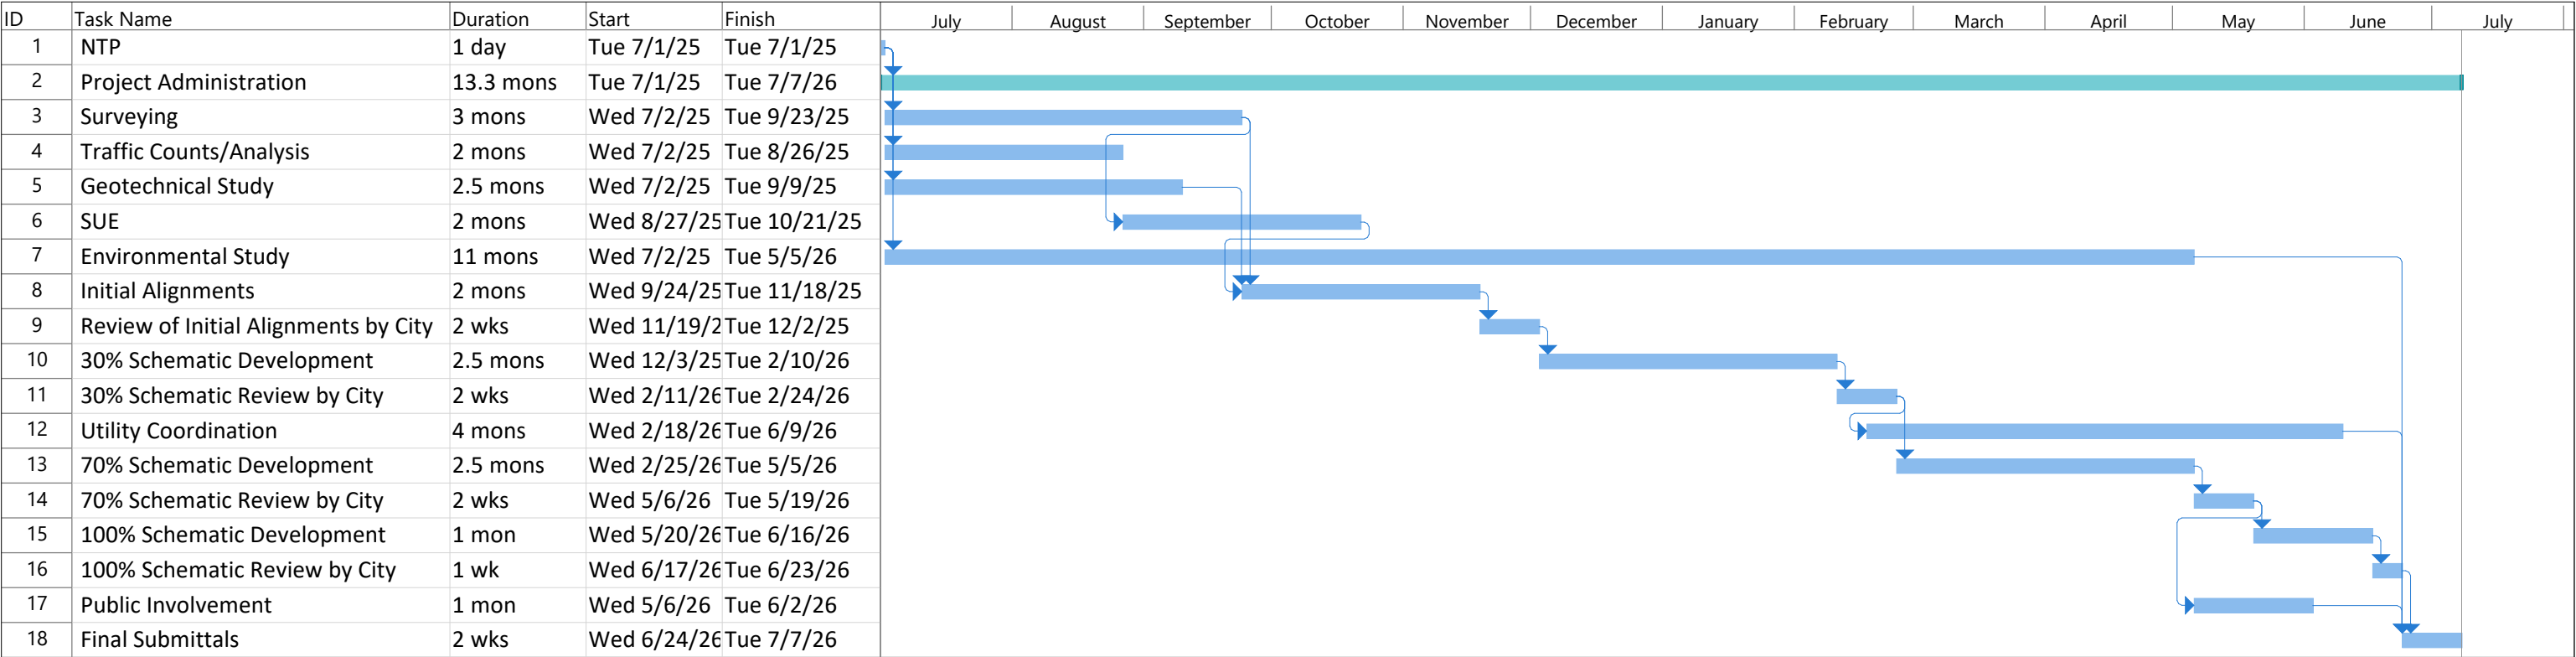 ID Task Name Duration Start Finish July August September October November December January February March April May June July
1 NTP 1 day Tue 7/1/25 Tue 7/1/25
2 Project Administration 13.3 mons Tue 7/1/25 Tue 7/7/26
3 Surveying 3 mons Wed 7/2/25 Tue 9/23/25
4 Traffic Counts/Analysis 2 mons Wed 7/2/25 Tue 8/26/25
5 Geotechnical Study 2.5 mons Wed 7/2/25 Tue 9/9/25
6 SUE 2 mons Wed 8/27/25 Tue 10/21/25
7 Environmental Study 11 mons Wed 7/2/25 Tue 5/5/26
8 Initial Alignments 2 mons Wed 9/24/25 Tue 11/18/25
9 Review of Initial Alignments by City 2 wks Wed 11/19/2 Tue 12/2/25
10 30% Schematic Development 2.5 mons Wed 12/3/25 Tue 2/10/26
11 30% Schematic Review by City 2 wks Wed 2/11/26 Tue 2/24/26
12 Utility Coordination 4 mons Wed 2/18/26 Tue 6/9/26
13 70% Schematic Development 2.5 mons Wed 2/25/26 Tue 5/5/26
14 70% Schematic Review by City 2 wks Wed 5/6/26 Tue 5/19/26
15 100% Schematic Development 1 mon Wed 5/20/26 Tue 6/16/26
16 100% Schematic Review by City 1 wk Wed 6/17/26 Tue 6/23/26
17 Public Involvement 1 mon Wed 5/6/26 Tue 6/2/26
18 Final Submittals 2 wks Wed 6/24/26 Tue 7/7/26